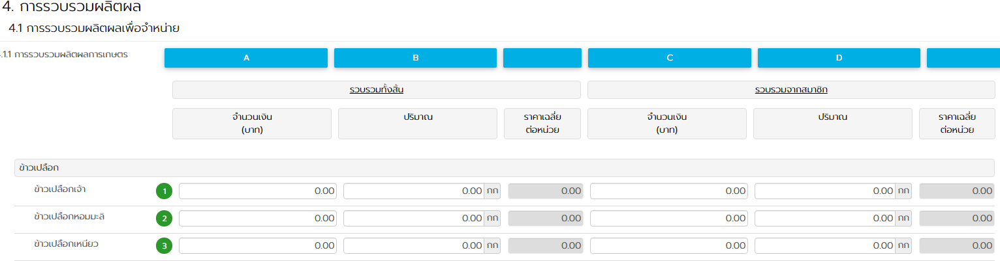 4. การรวบรวมผลิตผล
4.1 การรวบรวมผลิตผลเพื่อจำหน่าย
.1.1 การรวบรวมผลิตผลการเกษตร
A B C D
รวบรวมทั้งสิ้น รวบรวมจากสมาชิก
จำนวนเงิน ปริมาณ ราคาเฉลี่ย จำนวนเงิน ปริมาณ ราคาเฉลี่ย
(บาท) ต่อหน่วย (บาท) ต่อหน่วย
ข้าวเปลือก
ข้าวเปลือกเจ้า 1 0.00 0.00 กก 0.00 0.00 0.00 กก 0.00
ข้าวเปลือกหอมมะลิ 2 0.00 0.00 กก 0.00 0.00 0.00 กก 0.00
ข้าวเปลือกเหนียว 3 0.00 0.00 กก 0.00 0.00 0.00 กก 0.00